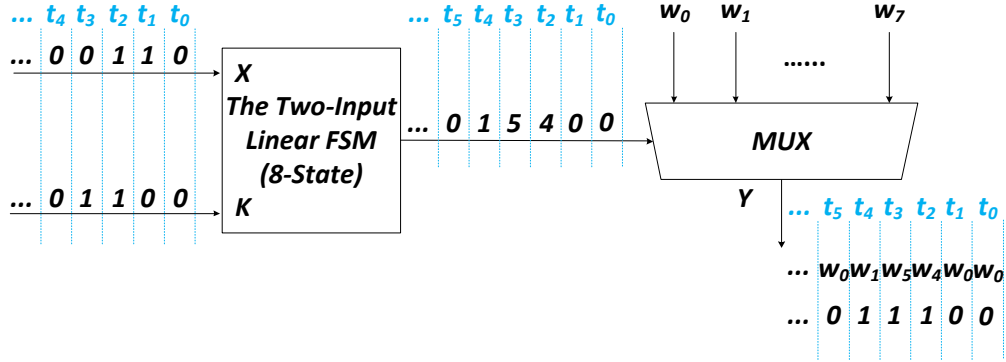 ... t4 t3 t2 t1 t0
... 0 0 1 1 0
X
The Two-Input
Linear FSM
(8-State)
K
... 0 1 1 0 0
... t5 t4 t3 t2 t1 t0
... 0 1 5 4 0 0
w0 w1 w7
......
MUX
Y
... t5 t4 t3 t2 t1 t0
... w0 w1 w5 w4 w0 w0
... 0 1 1 1 0 0